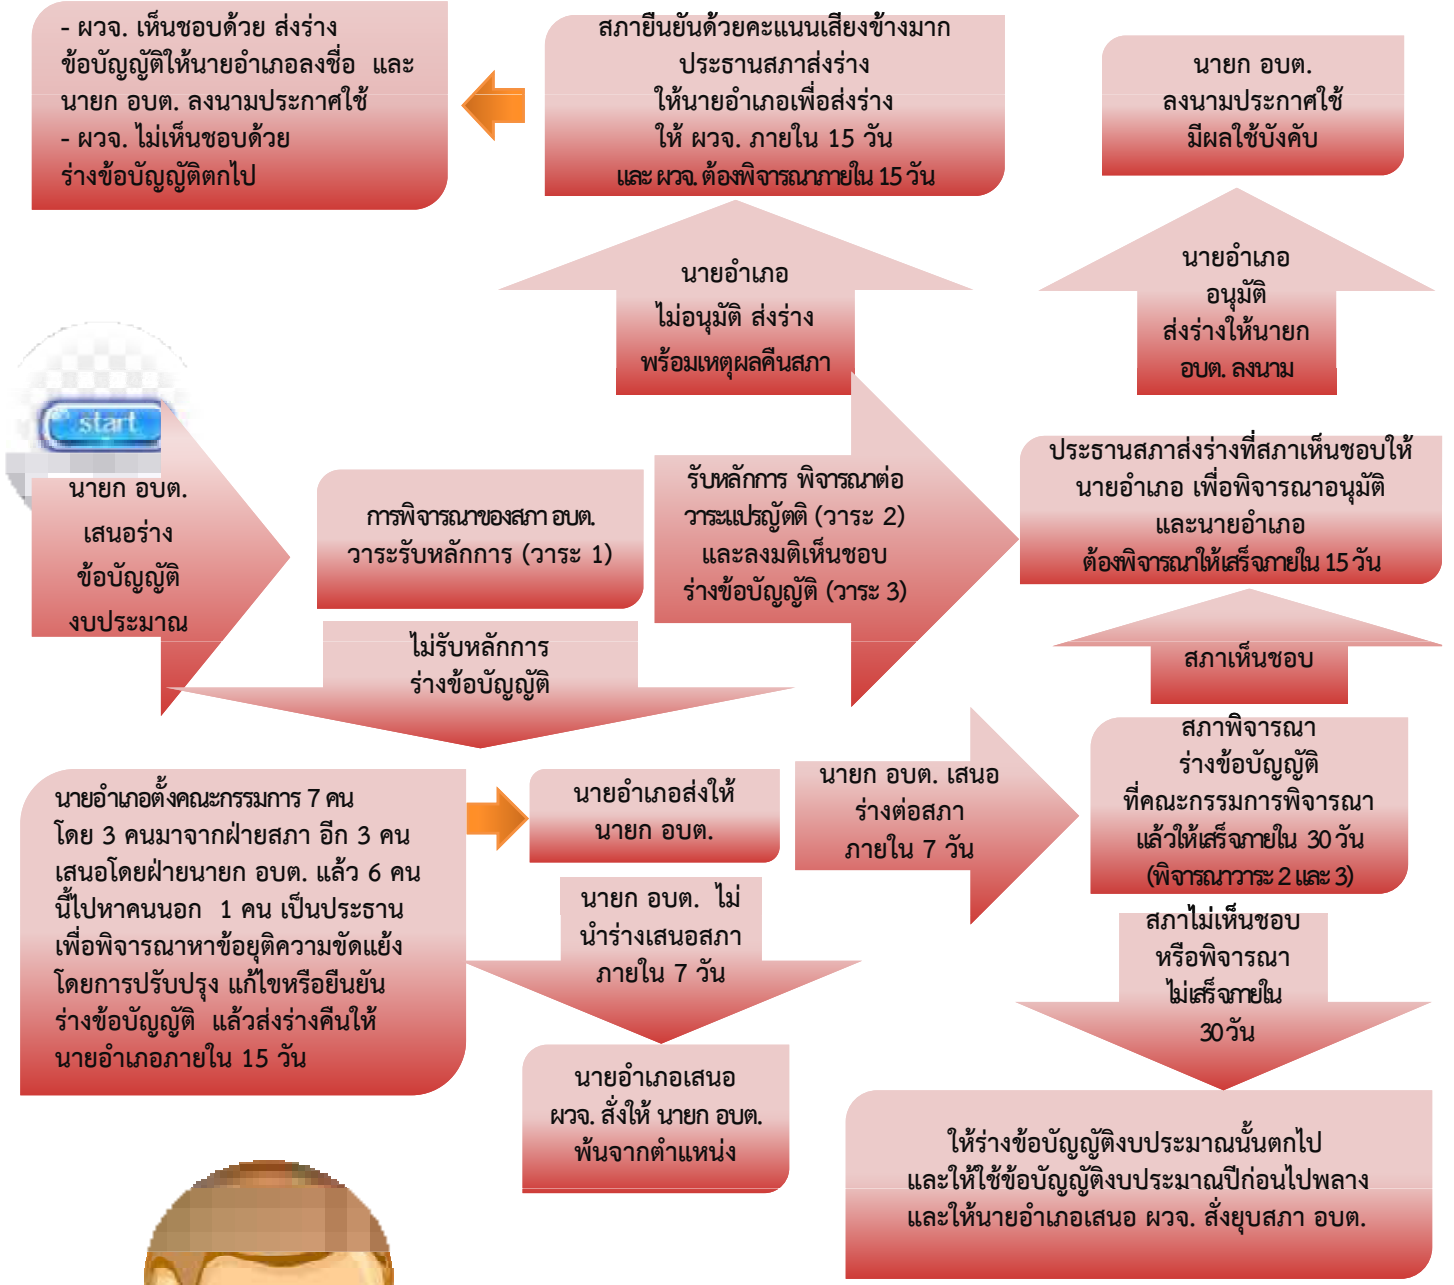 - ผวจ. เห็นชอบด้วย ส่งร่าง
ข้อบัญญัติให้นายอำเภอลงชื่อ และ
นายก อบต. ลงนามประกาศใช้
- ผวจ. ไม่เห็นชอบด้วย
ร่างข้อบัญญัติตกไป
สภายืนยันด้วยคะแนนเสียงข้างมาก
ประธานสภาส่งร่าง
ให้นายอำเภอเพื่อส่งร่าง
ให้ ผวจ. ภายใน 15 วัน
และ ผวจ. ต้องพิจารณาภายใน 15 วัน
นายก อบต.
ลงนามประกาศใช้
มีผลใช้บังคับ
นายอำเภอ
ไม่อนุมัติ ส่งร่าง
พร้อมเหตุผลคืนสภา
นายอำเภอ
อนุมัติ
ส่งร่างให้นายก
อบต. ลงนาม
start
นายก อบต.
เสนอร่าง
ข้อบัญญัติ
งบประมาณ
การพิจารณาของสภา อบต.
วาระรับหลักการ (วาระ 1)
รับหลักการ พิจารณาต่อ
วาระแปรญัตติ (วาระ 2)
และลงมติเห็นชอบ
ร่างข้อบัญญัติ (วาระ 3)
ประธานสภาส่งร่างที่สภาเห็นชอบให้
นายอำเภอ เพื่อพิจารณาอนุมัติ
และนายอำเภอ
ต้องพิจารณาให้เสร็จภายใน 15 วัน
ไม่รับหลักการ
ร่างข้อบัญญัติ
สภาเห็นชอบ
นายอำเภอตั้งคณะกรรมการ 7 คน
โดย 3 คนมาจากฝ่ายสภา อีก 3 คน
เสนอโดยฝ่ายนายก อบต. แล้ว 6 คน
นี้ไปหาคนนอก 1 คน เป็นประธาน
เพื่อพิจารณาหาข้อยุติความขัดแย้ง
โดยการปรับปรุง แก้ไขหรือยืนยัน
ร่างข้อบัญญัติ แล้วส่งร่างคืนให้
นายอำเภอภายใน 15 วัน
นายอำเภอส่งให้
นายก อบต.
นายก อบต. เสนอ
ร่างต่อสภา
ภายใน 7 วัน
สภาพิจารณา
ร่างข้อบัญญัติ
ที่คณะกรรมการพิจารณา
แล้วให้เสร็จภายใน 30 วัน
(พิจารณาวาระ 2 และ 3)
นายก อบต. ไม่
นำร่างเสนอสภา
ภายใน 7 วัน
สภาไม่เห็นชอบ
หรือพิจารณา
ไม่เสร็จภายใน
30 วัน
นายอำเภอเสนอ
ผวจ. สั่งให้ นายก อบต.
พ้นจากตำแหน่ง
ให้ร่างข้อบัญญัติงบประมาณนั้นตกไป
และให้ใช้ข้อบัญญัติงบประมาณปีก่อนไปพลาง
และให้นายอำเภอเสนอ ผวจ. สั่งยุบสภา อบต.